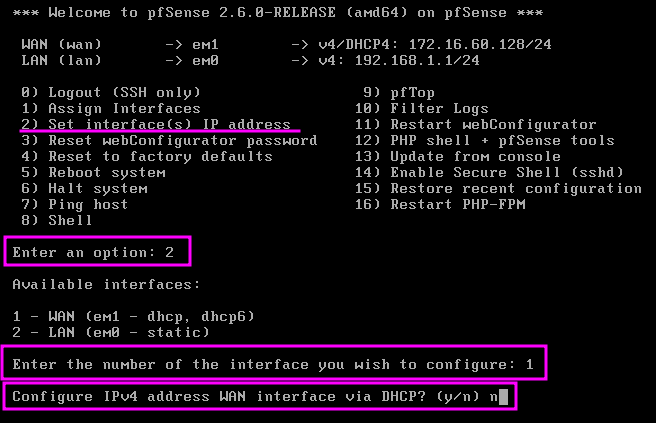 *** Welcome to pfSense 2.6.0-RELEASE (amd64) on pfSense ***
WAN (wan) -> em1 -> v4/DHCP4: 172.16.60.128/24
LAN (lan) -> em0 -> v4: 192.168.1.1/24
0) Logout (SSH only) 9) pfTop
1) Assign Interfaces 10) Filter Logs
2) Set interface(s) IP address 11) Restart webConfigurator
3) Reset webConfigurator password 12) PHP shell + pfSense tools
4) Reset to factory defaults 13) Update from console
5) Reboot system 14) Enable Secure Shell (sshd)
6) Halt system 15) Restore recent configuration
7) Ping host 16) Restart PHP-FPM
8) Shell
Enter an option: 2
Available interfaces:
1 - WAN (em1 - dhcp, dhcp6)
2 - LAN (em0 - static)
Enter the number of the interface you wish to configure: 1
Configure IPv4 address WAN interface via DHCP? (y/n) n